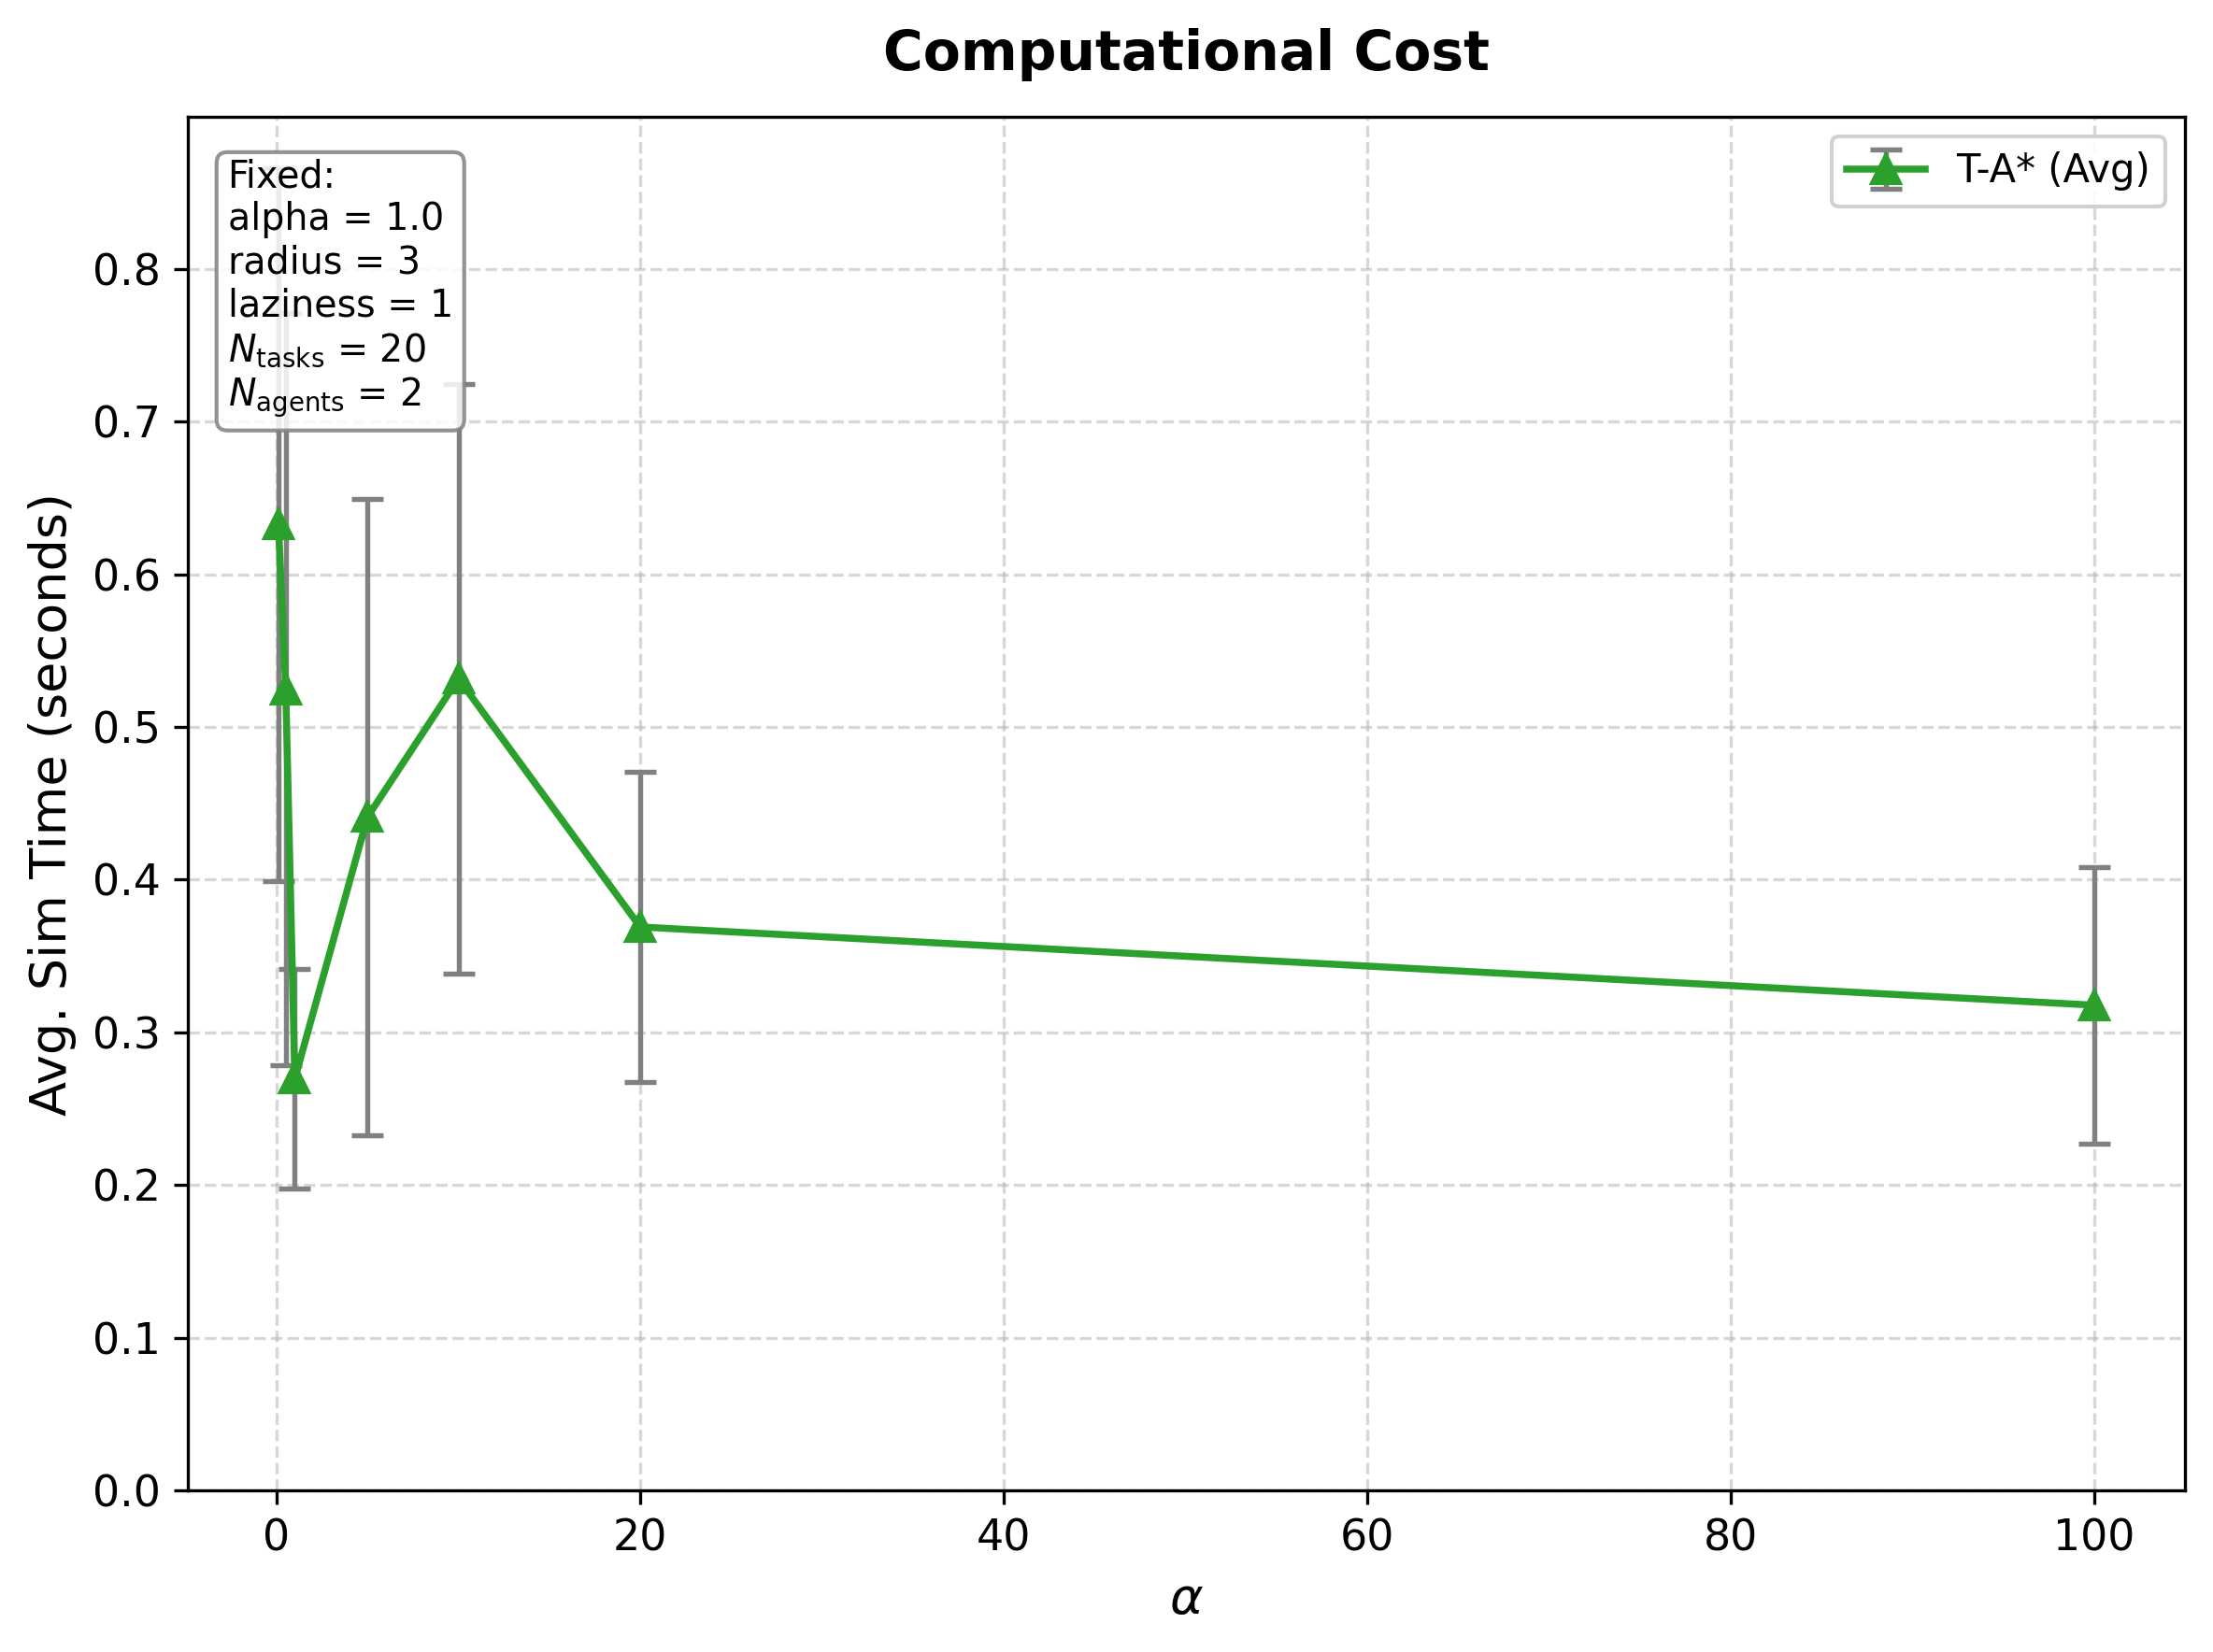 Computational Cost
Fixed:
alpha = 1.0
radius = 3
laziness = 1
N_tasks = 20
N_agents = 2
T-A* (Avg)
Avg. Sim Time (seconds)
0.8
0.7
0.6
0.5
0.4
0.3
0.2
0.1
0.0
0 20 40 60 80 100
α